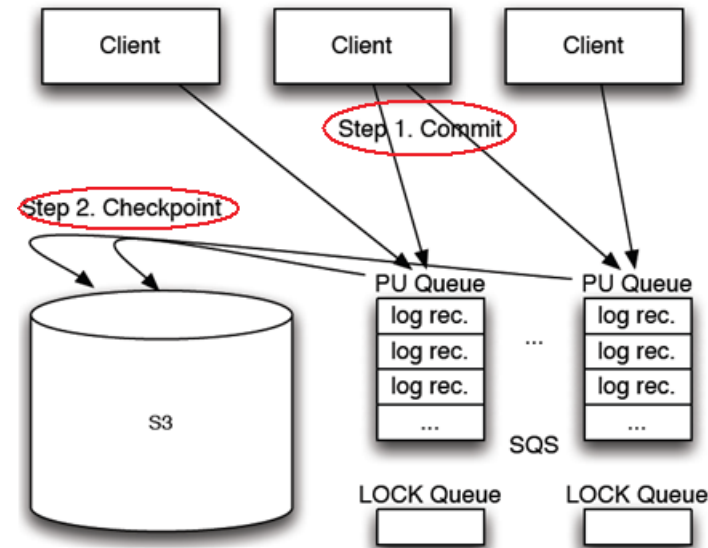 Client
Client
Client
Step 1. Commit
Step 2. Checkpoint
PU Queue
PU Queue
log rec.
log rec.
...
log rec.
log rec.
log rec.
log rec.
...
...
S3
SQS
LOCK Queue
LOCK Queue